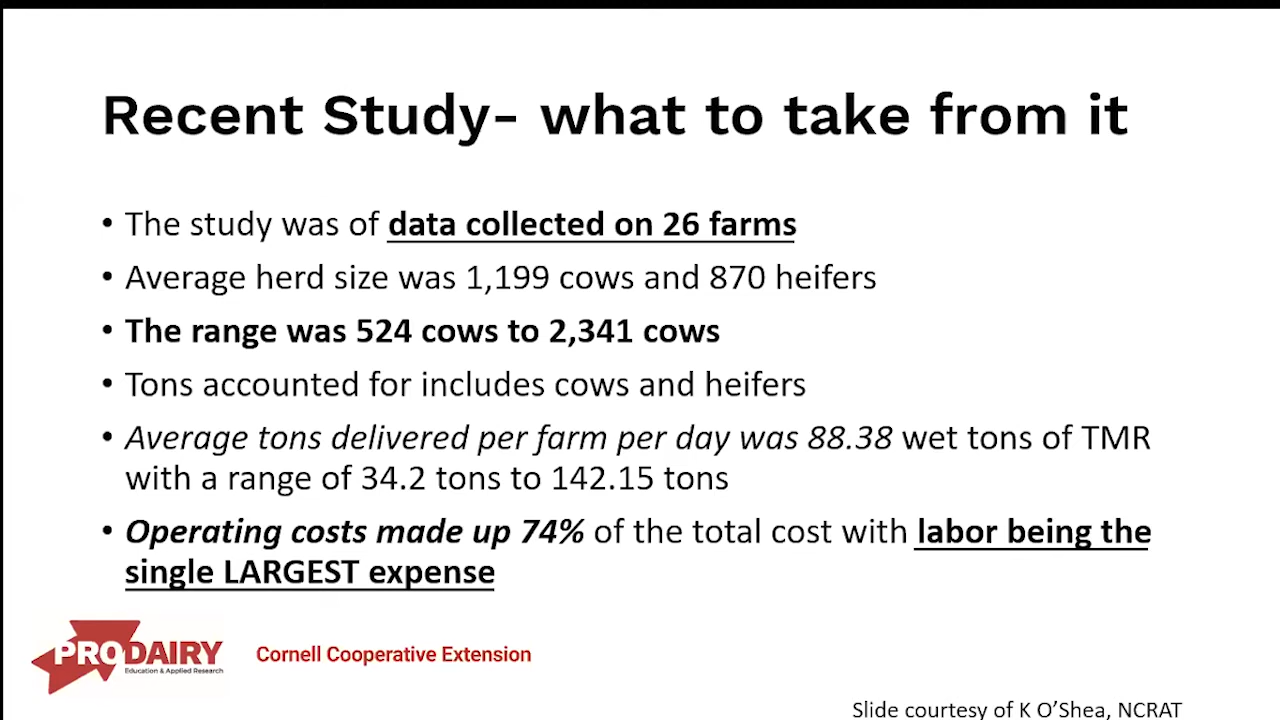 Recent Study- what to take from it
• The study was of data collected on 26 farms
• Average herd size was 1,199 cows and 870 heifers
• The range was 524 cows to 2,341 cows
• Tons accounted for includes cows and heifers
• Average tons delivered per farm per day was 88.38 wet tons of TMR
with a range of 34.2 tons to 142.15 tons
• Operating costs made up 74% of the total cost with labor being the
single LARGEST expense
PRODAIRY
Education & Applied Research
Cornell Cooperative Extension
Slide courtesy of K O’Shea, NCRAT